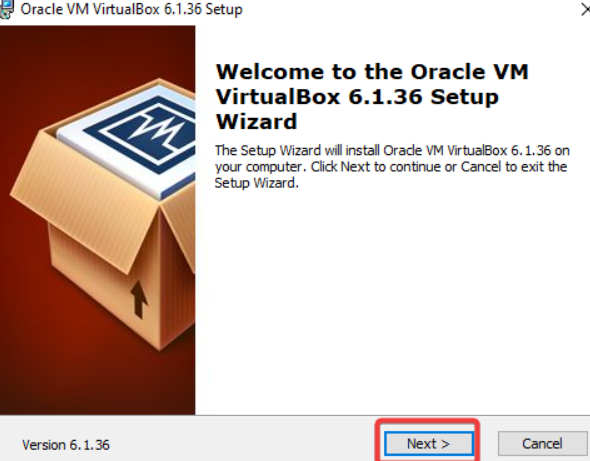 Oracle VM VirtualBox 6.1.36 Setup
Welcome to the Oracle VM
VirtualBox 6.1.36 Setup
Wizard
The Setup Wizard will install Oracle VM VirtualBox 6.1.36 on
your computer. Click Next to continue or Cancel to exit the
Setup Wizard.
Version 6.1.36
Next >
Cancel